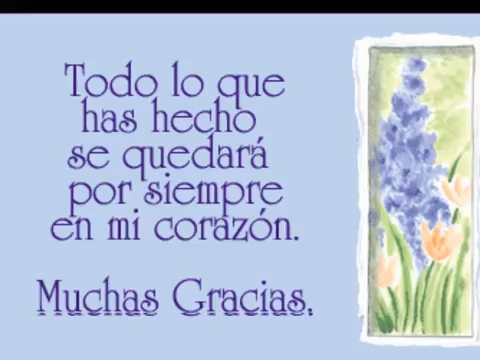 Todo lo que
has hecho
se quedará
por siempre
en mi corazón.
Muchas Gracias.